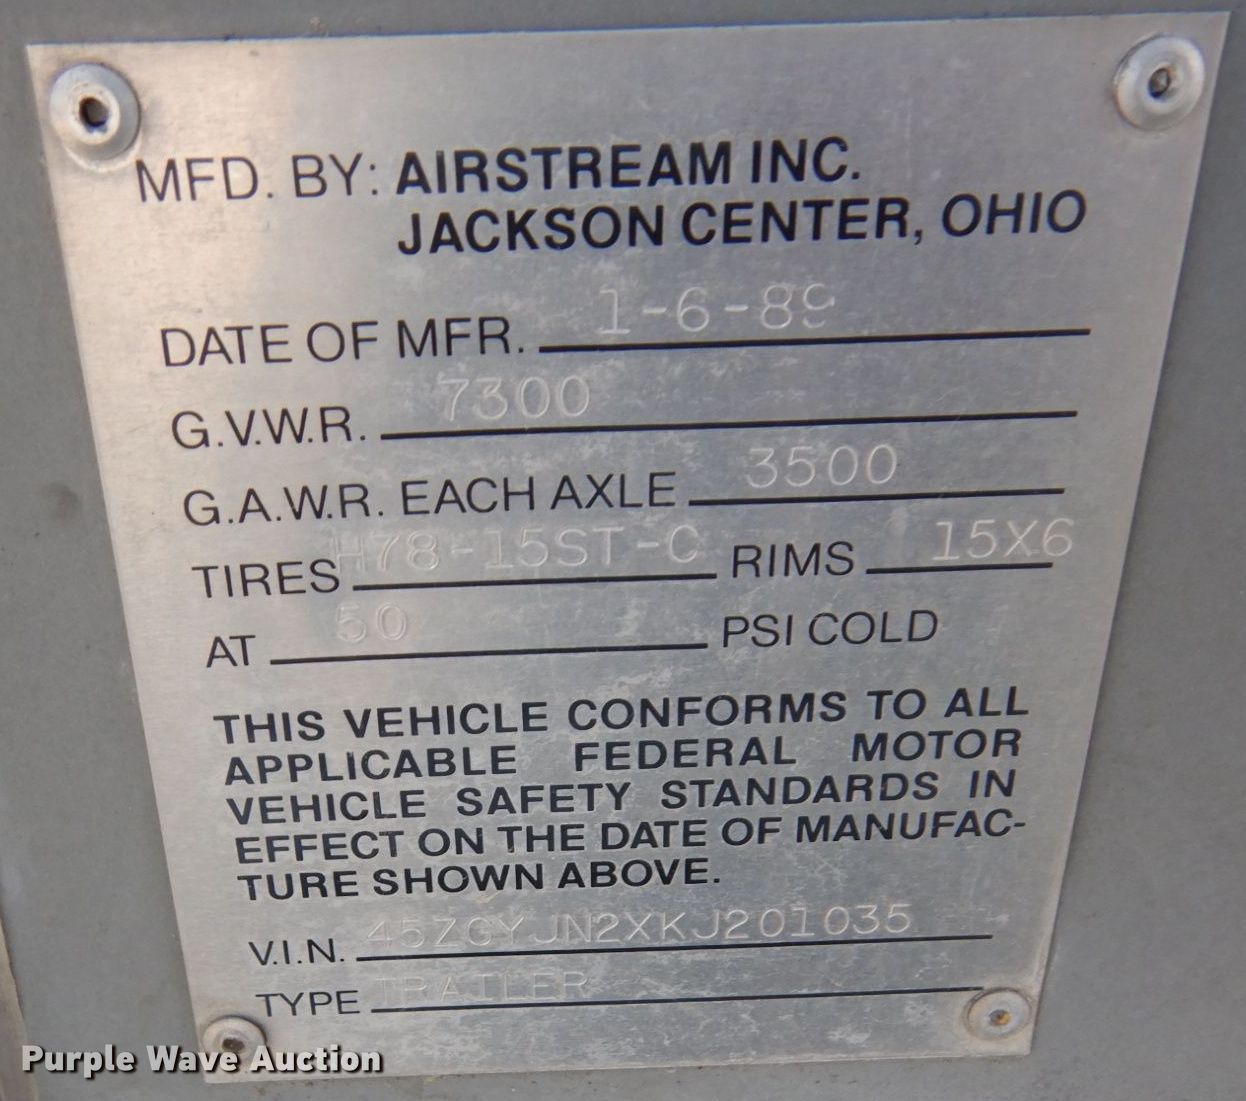 MFD. BY: AIRSTREAM INC.
JACKSON CENTER, OHIO
DATE OF MFR. 1-6-89
G.V.W.R. 7300
G.A.W.R. EACH AXLE 3500
TIRES H78-15ST-C RIMS 15X6
AT 50 PSI COLD
THIS VEHICLE CONFORMS TO ALL
APPLICABLE FEDERAL MOTOR
VEHICLE SAFETY STANDARDS IN
EFFECT ON THE DATE OF MANUFAC-
TURE SHOWN ABOVE.
V.I.N. 45ZGYJN2XKJ201035
TYPE TRAILER
Purple Wave Auction